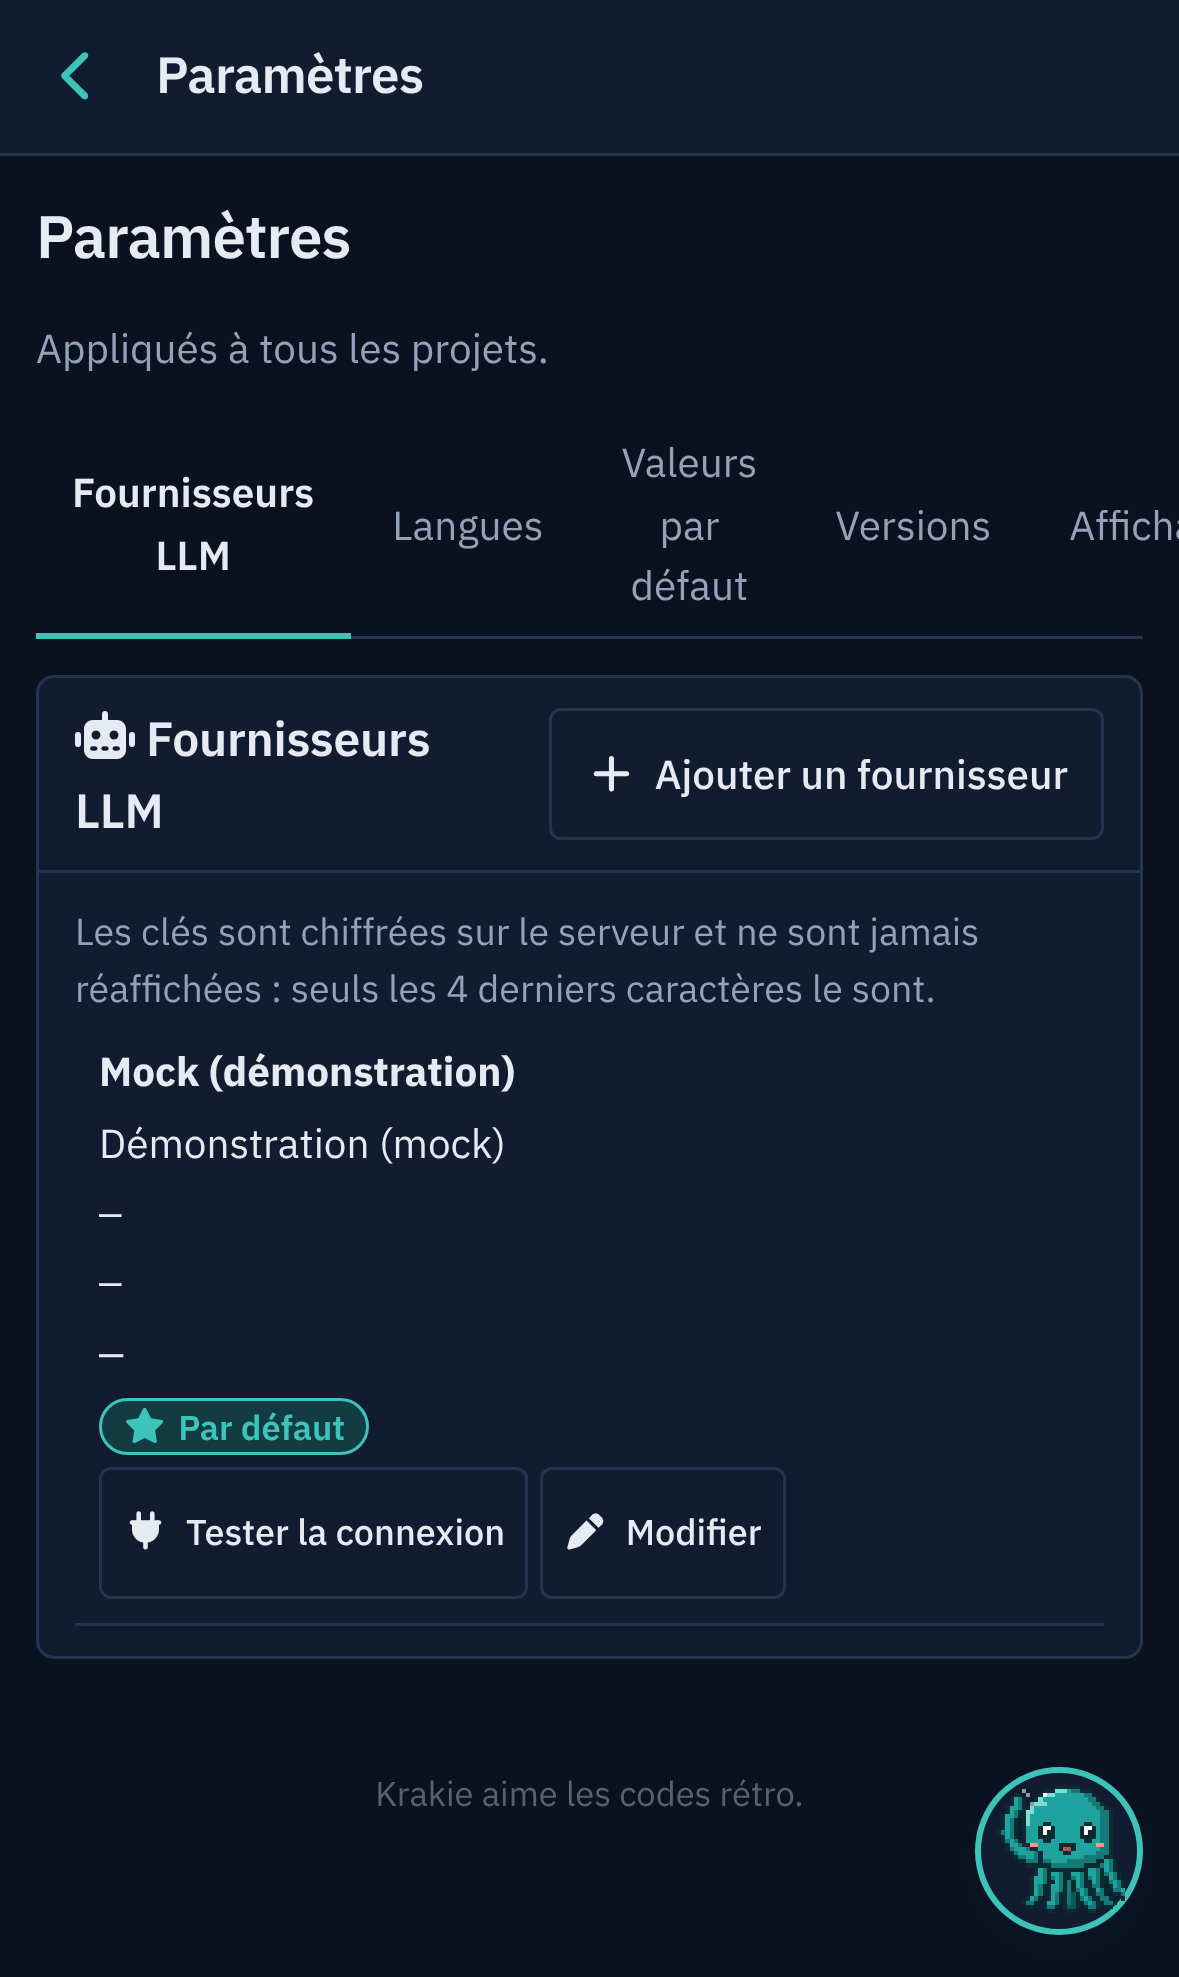 Paramètres
Paramètres
Appliqués à tous les projets.
Fournisseurs
LLM
Langues
Valeurs
par
défaut
Versions
Affich
Fournisseurs
LLM
Ajouter un fournisseur
Les clés sont chiffrées sur le serveur et ne sont jamais
réaffichées : seuls les 4 derniers caractères le sont.
Mock (démonstration)
Démonstration (mock)
—
—
—
Par défaut
Tester la connexion
Modifier
Krakie aime les codes rétro.